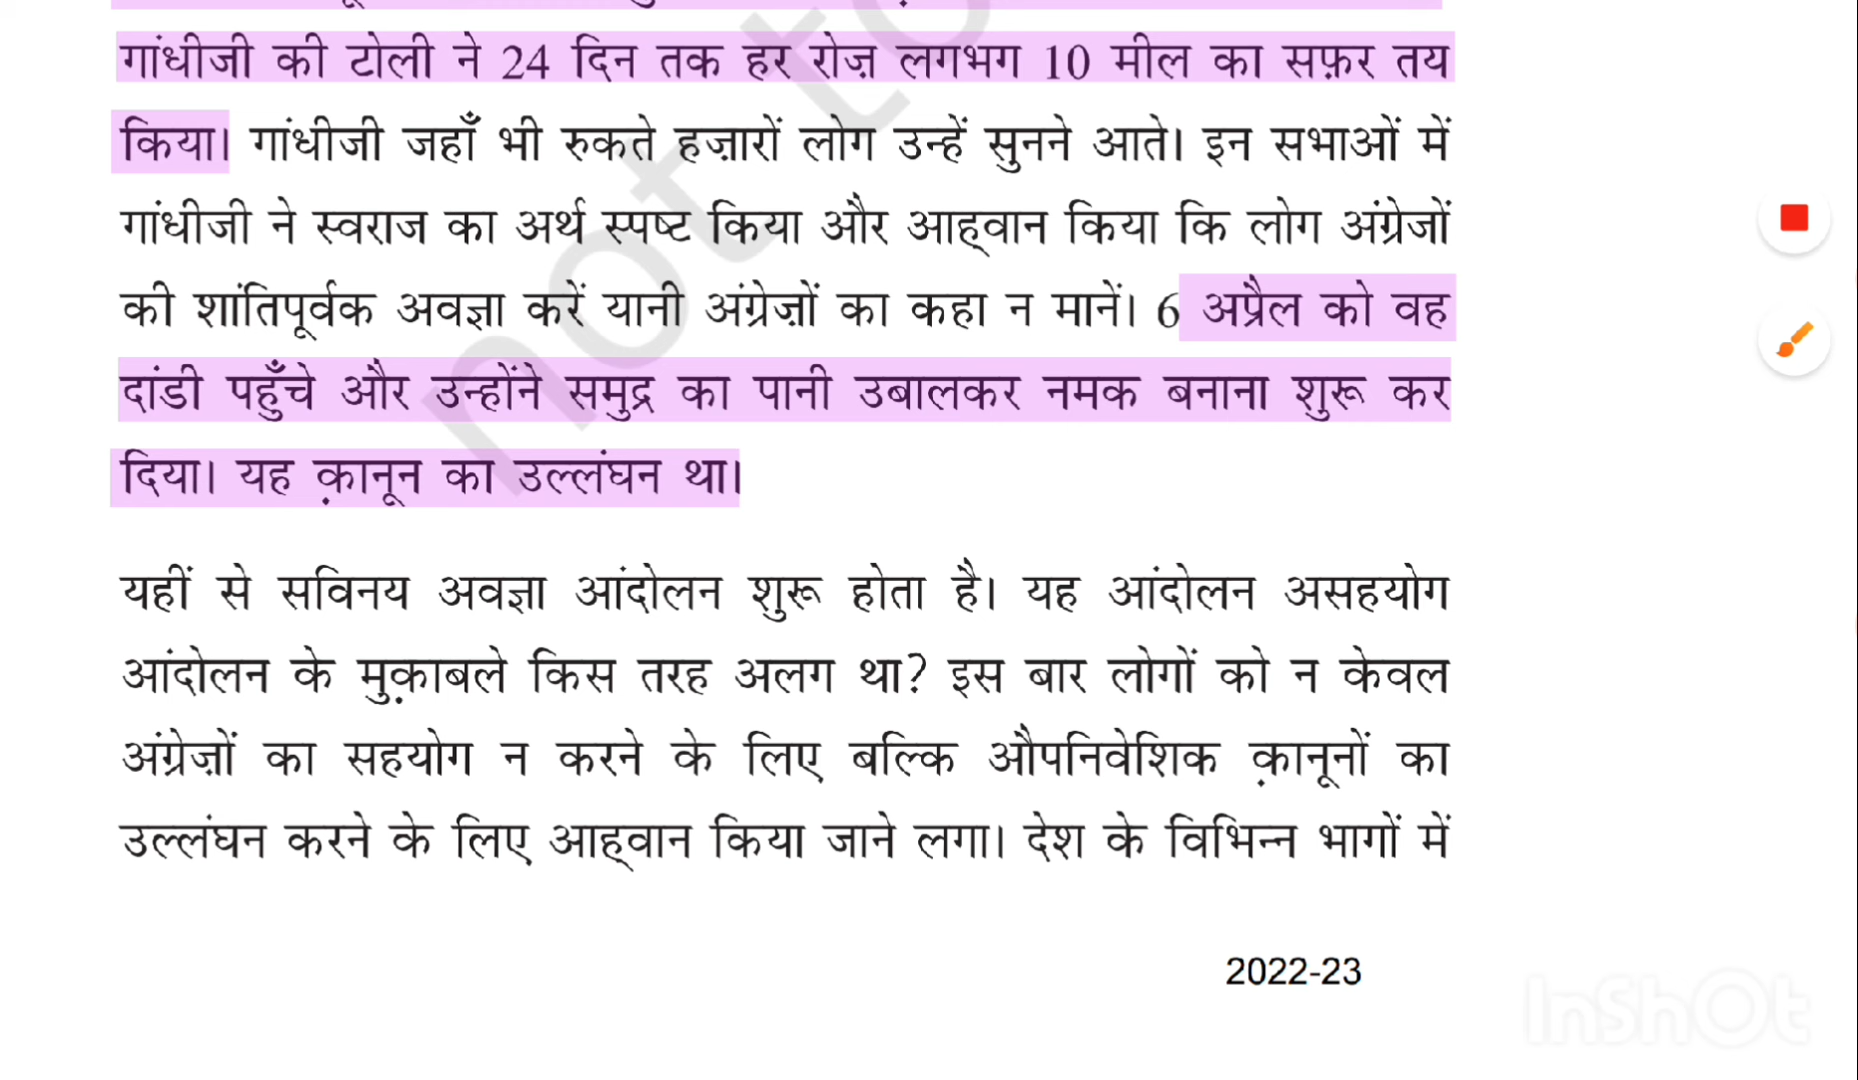 गांधीजी की टोली ने 24 दिन तक हर रोज़ लगभग 10 मील का सफ़र तय
किया। गांधीजी जहाँ भी रुकते हज़ारों लोग उन्हें सुनने आते। इन सभाओं में
गांधीजी ने स्वराज का अर्थ स्पष्ट किया और आह्वान किया कि लोग अंग्रेजों
की शांतिपूर्वक अवज्ञा करें यानी अंग्रेज़ों का कहा न मानें। 6 अप्रैल को वह
दांडी पहुँचे और उन्होंने समुद्र का पानी उबालकर नमक बनाना शुरू कर
दिया। यह क़ानून का उल्लंघन था।
यहीं से सविनय अवज्ञा आंदोलन शुरू होता है। यह आंदोलन असहयोग
आंदोलन के मुक़ाबले किस तरह अलग था? इस बार लोगों को न केवल
अंग्रेज़ों का सहयोग न करने के लिए बल्कि औपनिवेशिक क़ानूनों का
उल्लंघन करने के लिए आह्वान किया जाने लगा। देश के विभिन्न भागों में
2022-23
not to
InShOt